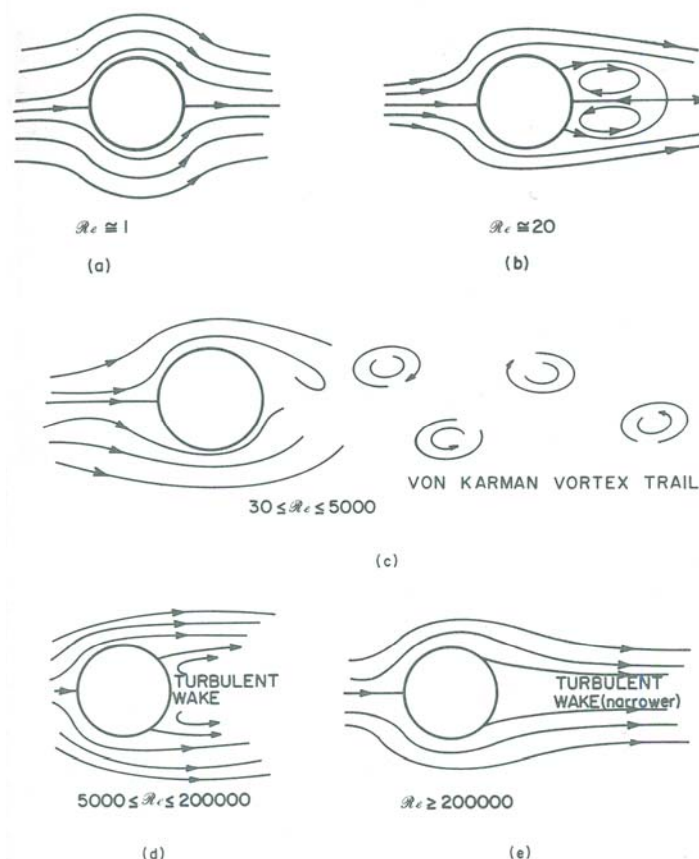 ℛe ≅ 1
(a)
ℛe ≅ 20
(b)
VON KARMAN VORTEX TRAIL
30 ≤ ℛe ≤ 5000
(c)
TURBULENT
WAKE
5000 ≤ ℛe ≤ 200000
(d)
TURBULENT
WAKE(narrower)
ℛe ≥ 200000
(e)